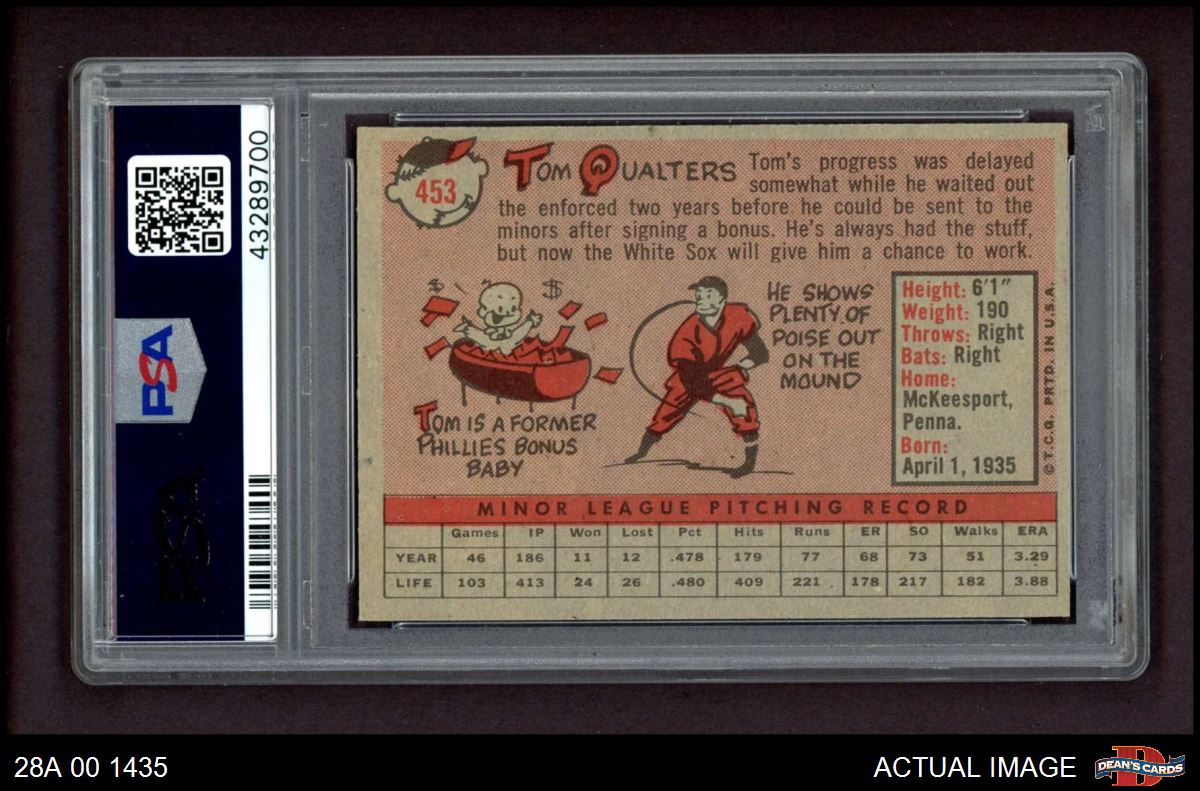 43289700
PSA
PSA
453
TOM QUALTERS
Tom's progress was delayed
somewhat while he waited out
the enforced two years before he could be sent to the
minors after signing a bonus. He's always had the stuff,
but now the White Sox will give him a chance to work.
$ $
TOM IS A FORMER
PHILLIES BONUS
BABY
HE SHOWS
PLENTY OF
POISE OUT
ON THE
MOUND
Height: 6'1"
Weight: 190
Throws: Right
Bats: Right
Home:
McKeesport,
Penna.
Born:
April 1, 1935
© T.C.G. PRTD. IN U.S.A.
MINOR LEAGUE PITCHING RECORD
Games IP Won Lost Pct Hits Runs ER SO Walks ERA
YEAR 46 186 11 12 .478 179 77 68 73 51 3.29
LIFE 103 413 24 26 .480 409 221 178 217 182 3.88
28A 00 1435
ACTUAL IMAGE
DEAN'S CARDS